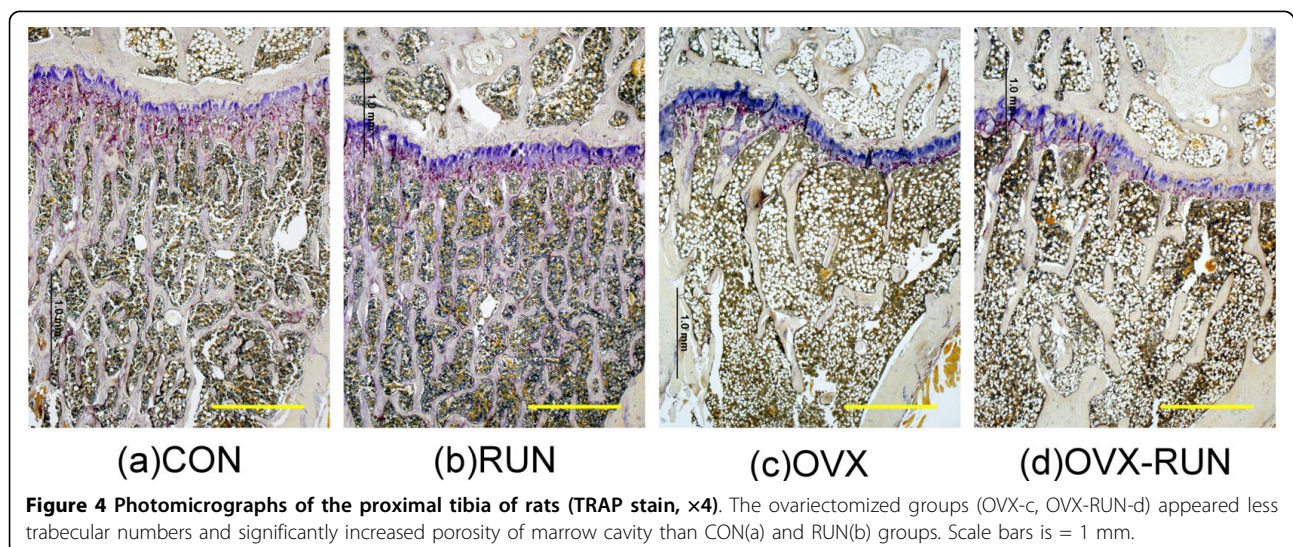 1.0 mm
1.0 mm
1.0 mm
1.0 mm
(a)CON (b)RUN (c)OVX (d)OVX-RUN
Figure 4 Photomicrographs of the proximal tibia of rats (TRAP stain, ×4). The ovariectomized groups (OVX-c, OVX-RUN-d) appeared less
trabecular numbers and significantly increased porosity of marrow cavity than CON(a) and RUN(b) groups. Scale bars is = 1 mm.